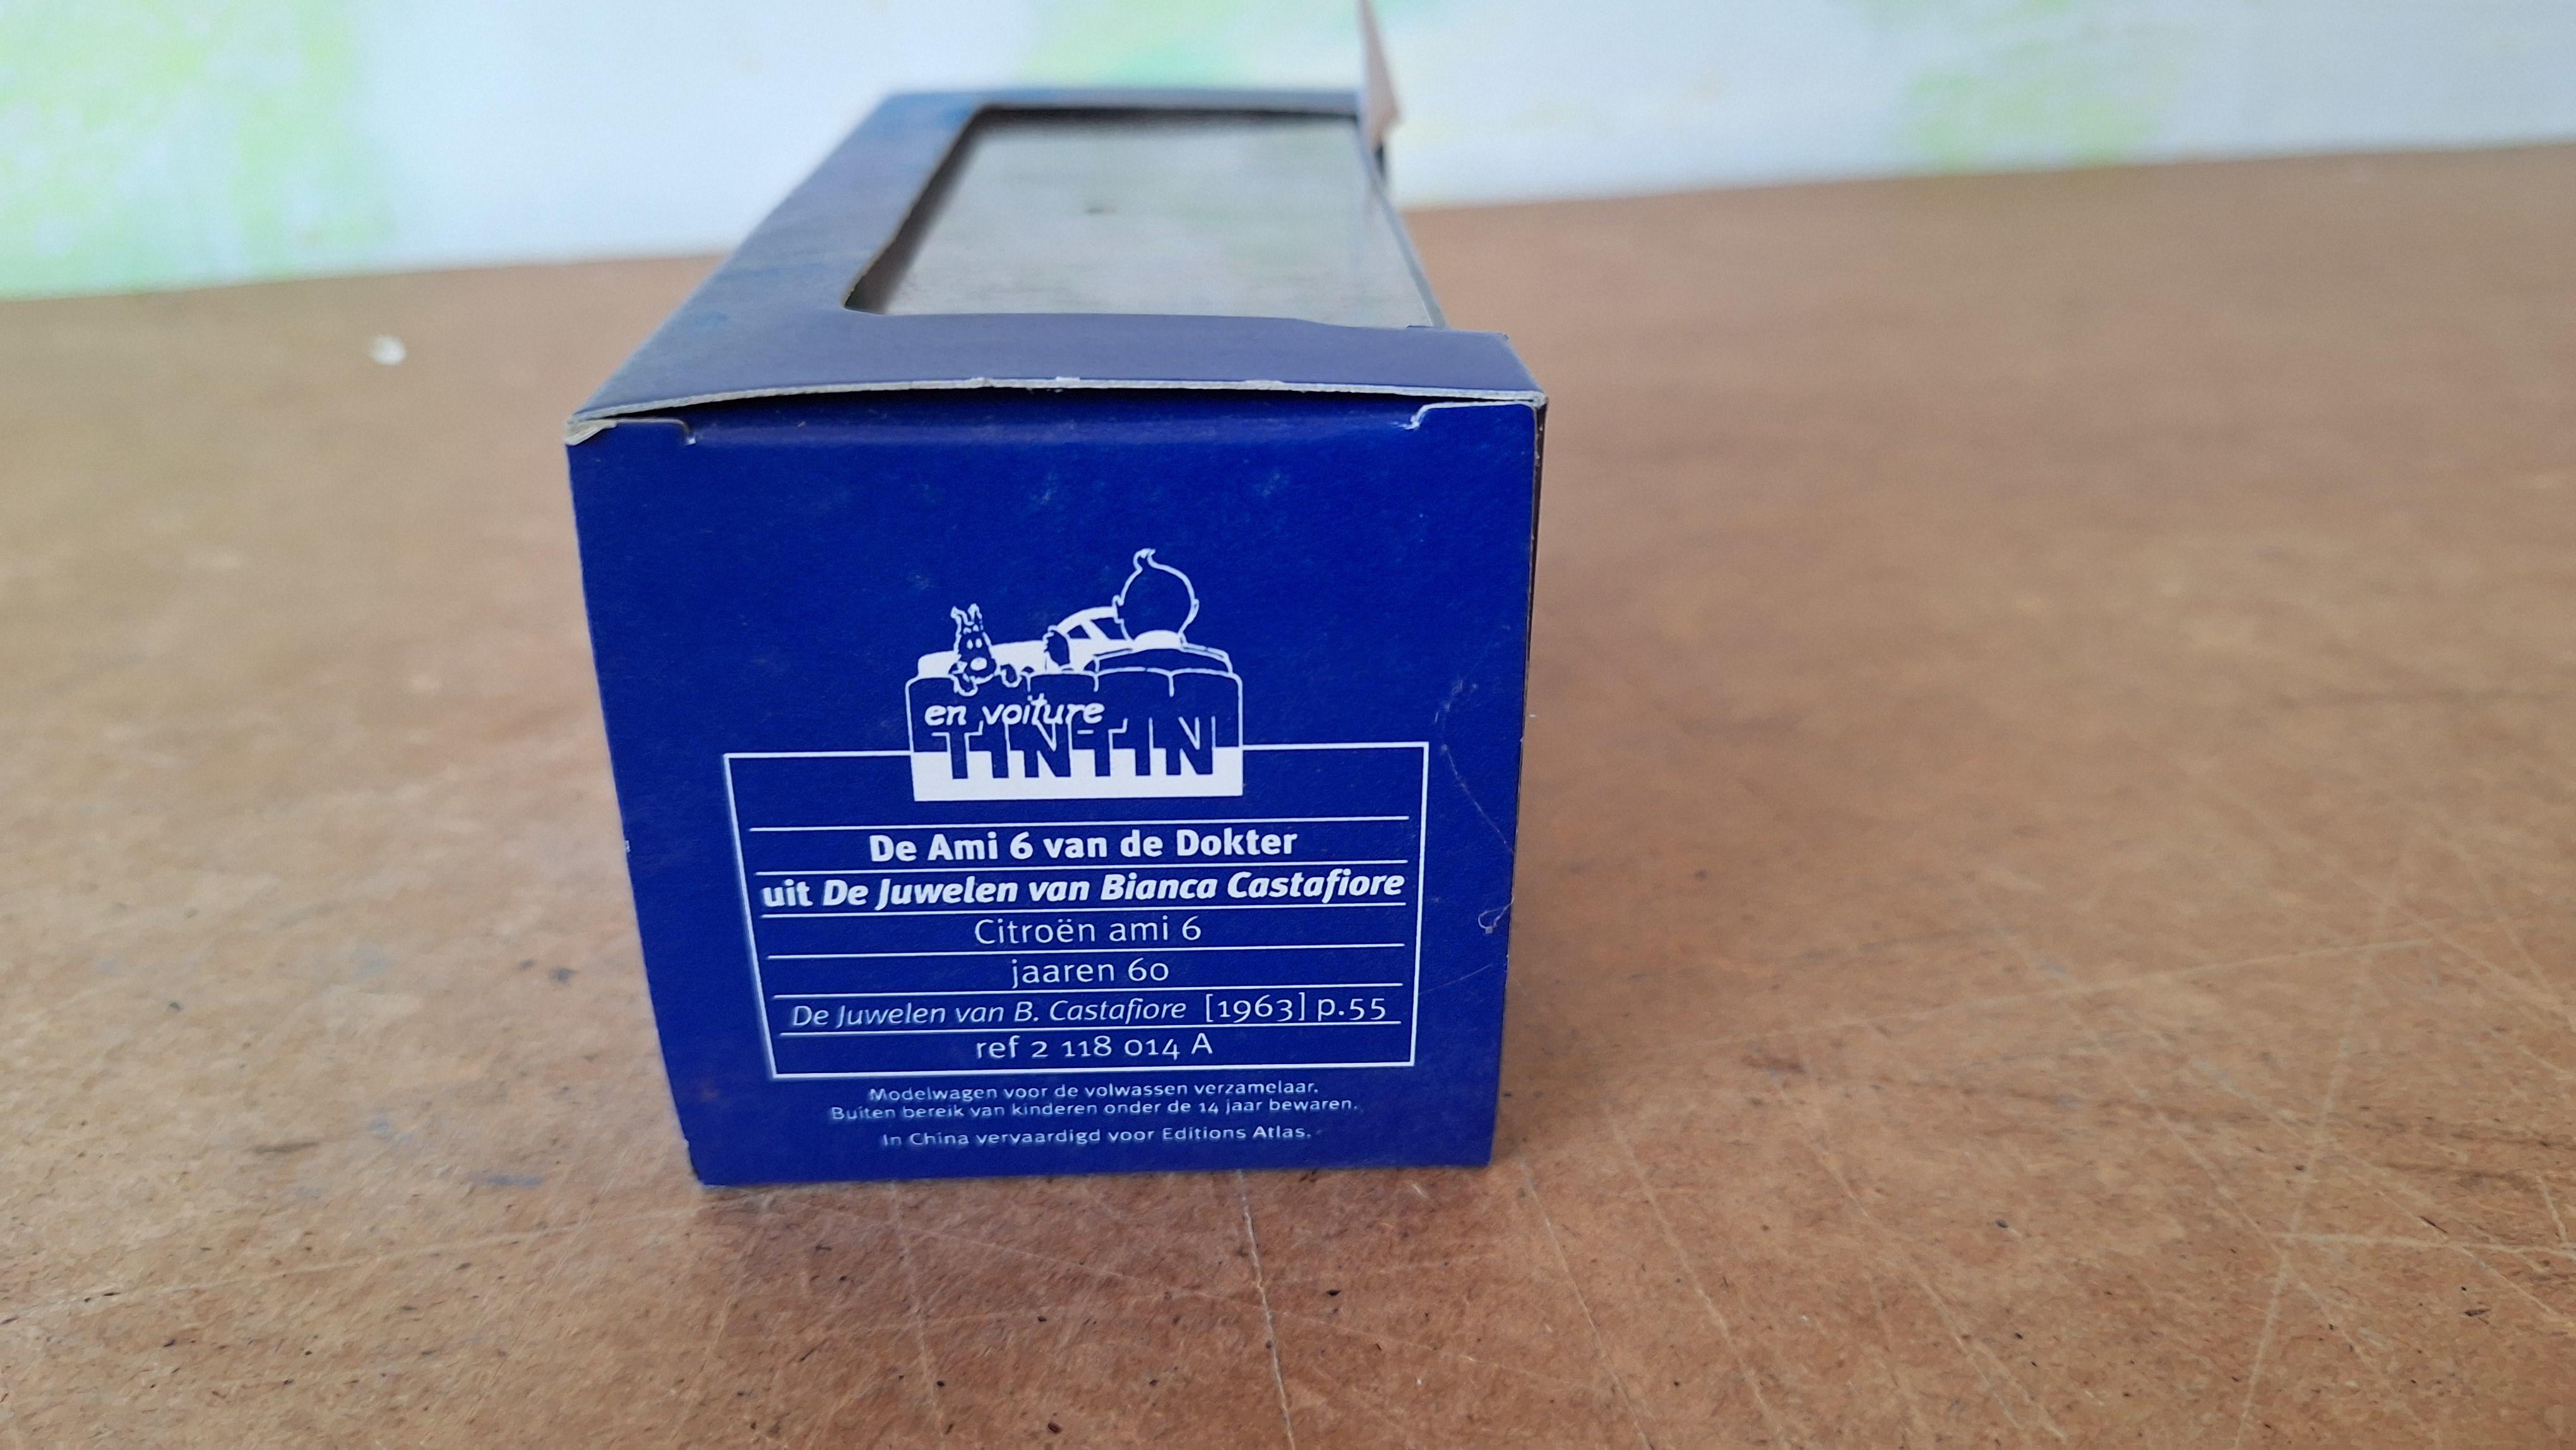 en voiture
TINTIN
De Ami 6 van de Dokter
uit De Juwelen van Bianca Castafiore
Citroën ami 6
jaaren 60
De Juwelen van B. Castafiore [1963] p.55
ref 2 118 014 A
Modelwagen voor de volwassen verzamelaar.
Buiten bereik van kinderen onder de 14 jaar bewaren.
In China vervaardigd voor Editions Atlas.